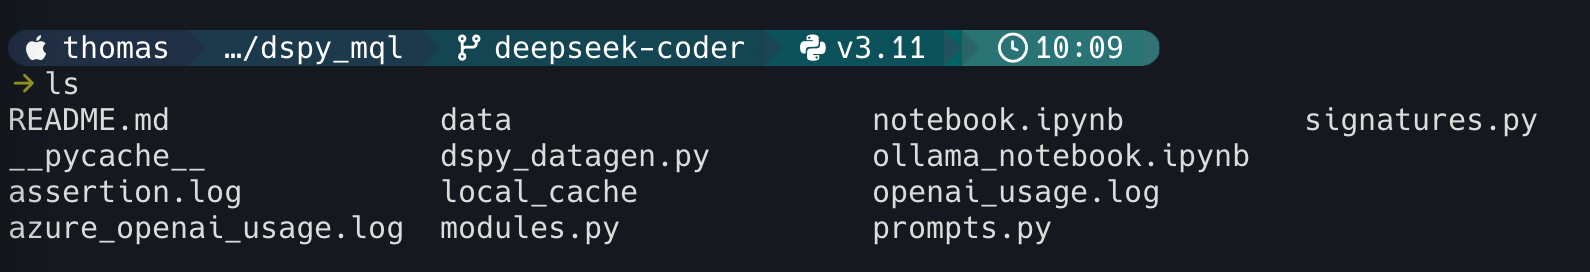 thomas …/dspy_mql deepseek-coder v3.11 10:09
→ ls
README.md data notebook.ipynb signatures.py
__pycache__ dspy_datagen.py ollama_notebook.ipynb
assertion.log local_cache openai_usage.log
azure_openai_usage.log modules.py prompts.py